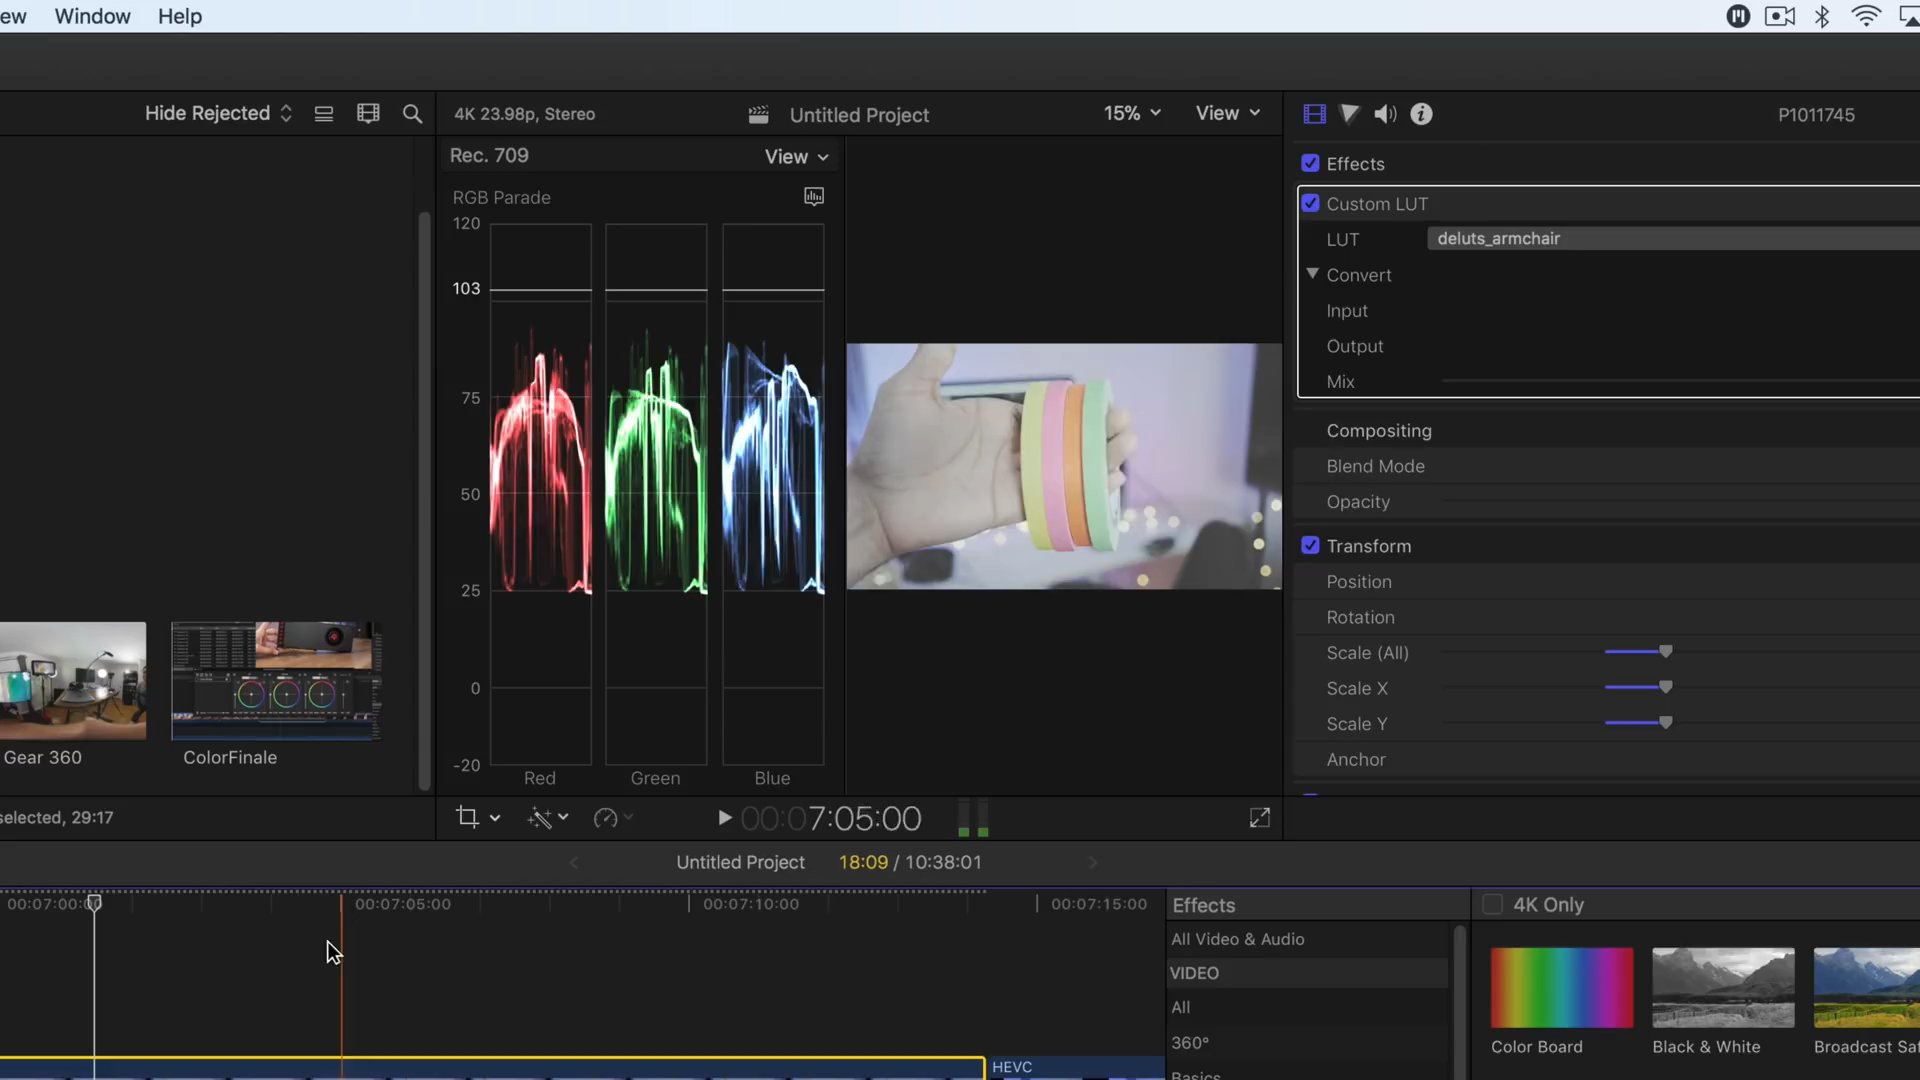 ew Window Help
Hide Rejected
4K 23.98p, Stereo
Untitled Project
15%
View
P1011745
Rec. 709
View
RGB Parade
120
103
75
50
25
0
-20
Red
Green
Blue
Effects
Custom LUT
LUT
deluts_armchair
Convert
Input
Output
Mix
Compositing
Blend Mode
Opacity
Transform
Position
Rotation
Scale (All)
Scale X
Scale Y
Anchor
Gear 360
ColorFinale
selected, 29:17
00:07:05:00
Untitled Project
18:09 / 10:38:01
00:07:00:00
00:07:05:00
00:07:10:00
00:07:15:00
HEVC
Effects
All Video & Audio
VIDEO
All
360°
Basics
4K Only
Color Board
Black & White
Broadcast Saf